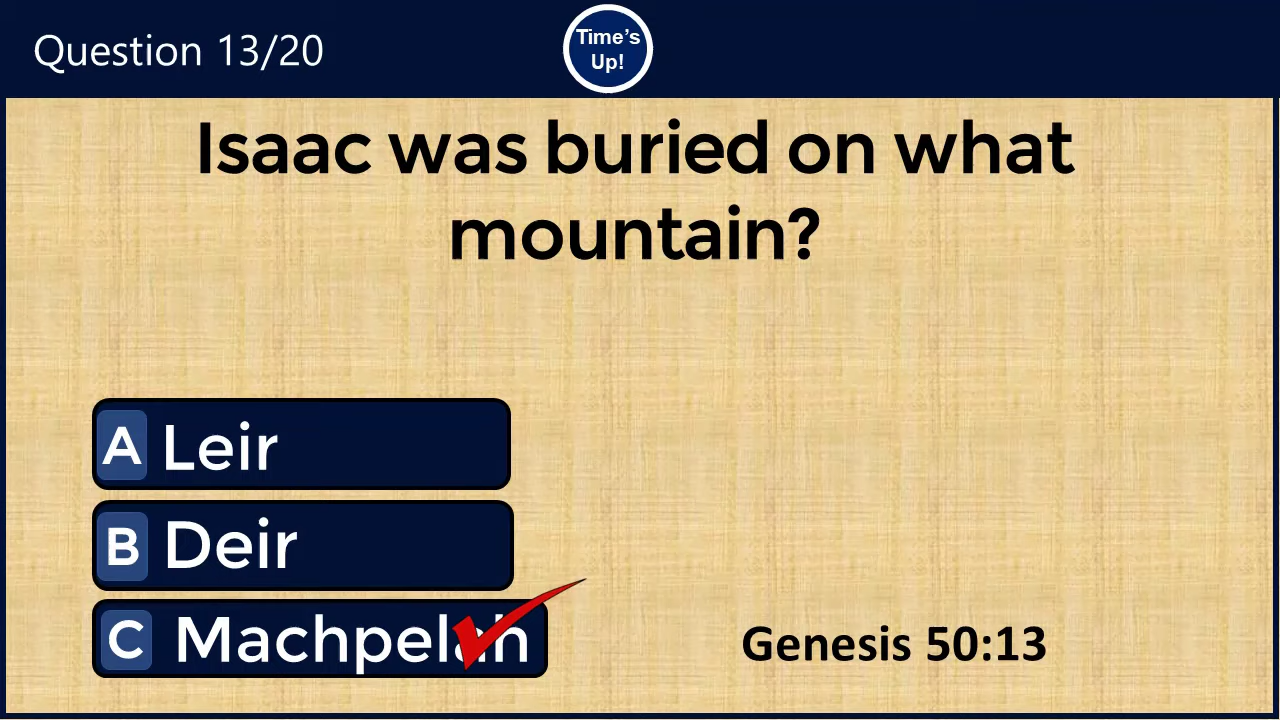 Question 13/20
Time's
Up!
Isaac was buried on what
mountain?
A Leir
B Deir
C Machpelah
Genesis 50:13